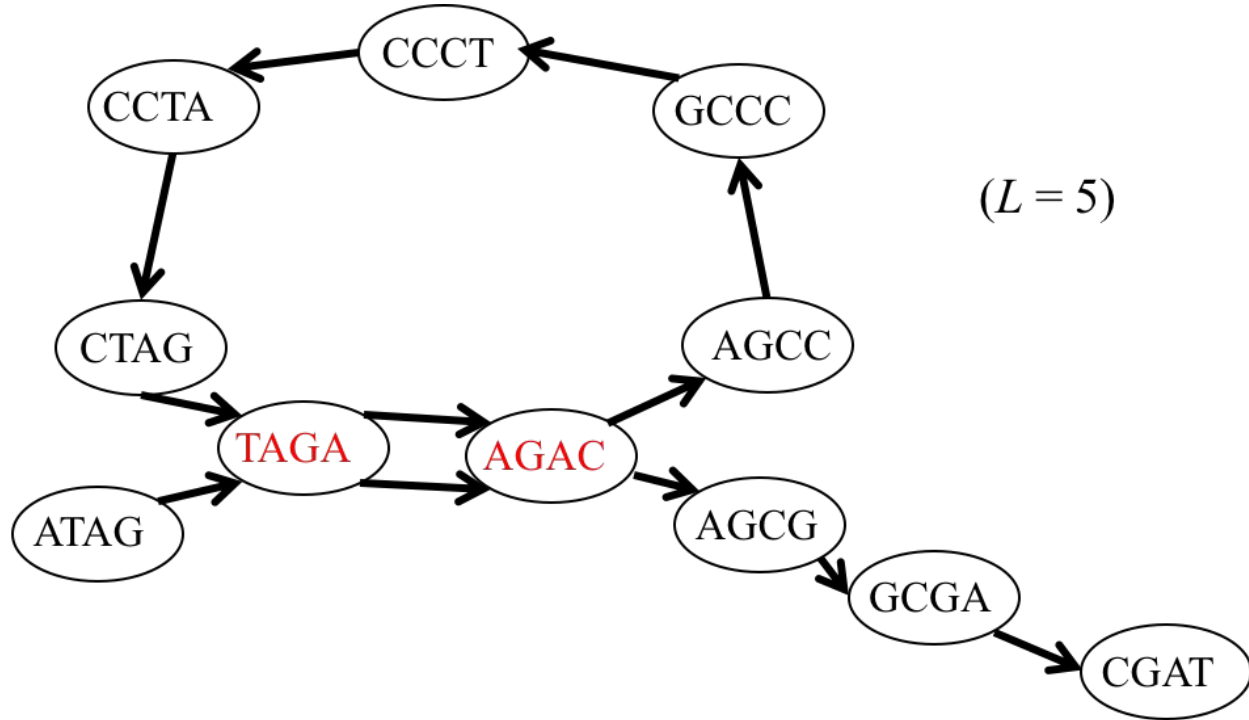 CCCT
CCTA
GCCC
(L = 5)
CTAG
AGCC
TAGA
AGAC
ATAG
AGCG
GCGA
CGAT